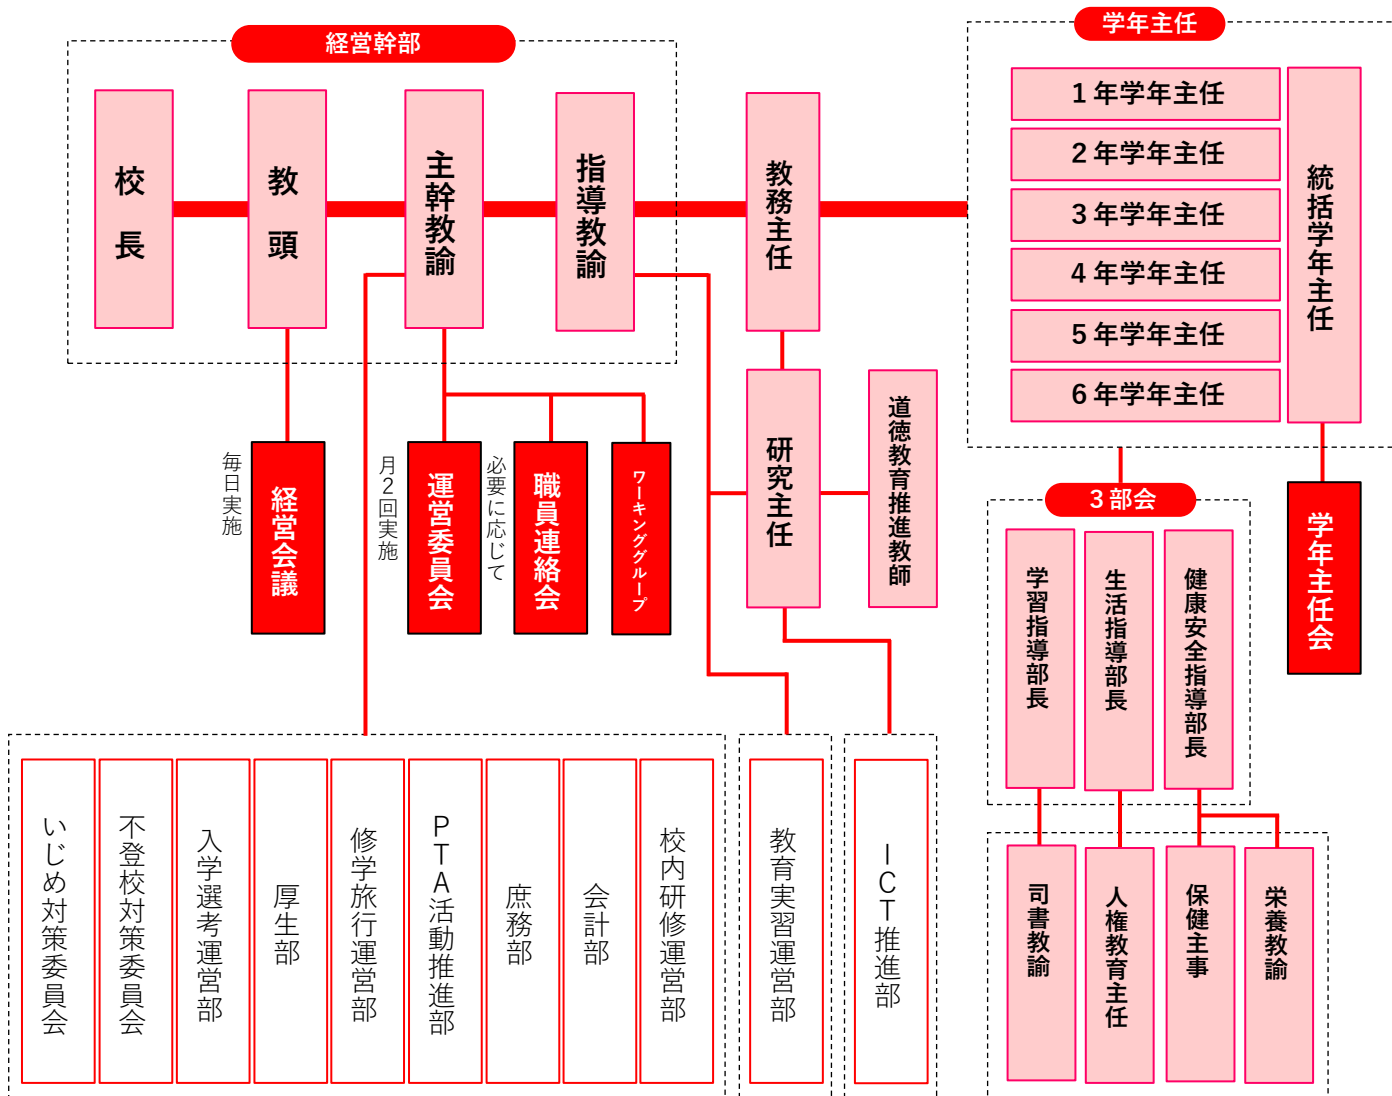 経営幹部
校長
教頭
主幹教諭
指導教諭
教務主任
学年主任
1年学年主任
2年学年主任
3年学年主任
4年学年主任
5年学年主任
6年学年主任
統括学年主任
毎日実施
経営会議
月2回実施
運営委員会
必要に応じて
職員連絡会
ワーキンググループ
研究主任
道徳教育推進教師
3部会
学習指導部長
生活指導部長
健康安全指導部長
学年主任会
いじめ対策委員会
不登校対策委員会
入学選考運営部
厚生部
修学旅行運営部
PTA活動推進部
庶務部
会計部
校内研修運営部
教育実習運営部
ICT推進部
司書教諭
人権教育主任
保健主事
栄養教諭